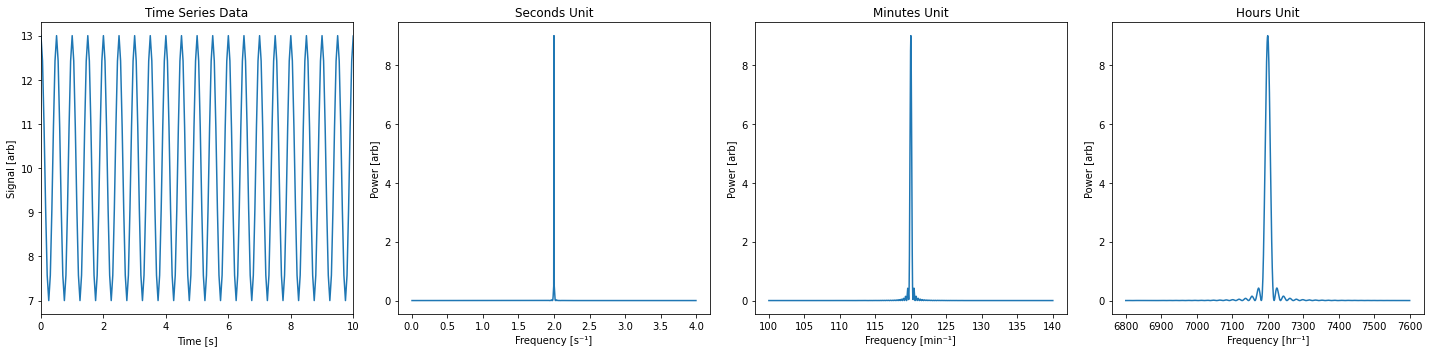 Time Series Data
Signal [arb]
13
12
11
10
9
8
7
0 2 4 6 8 10
Time [s]
Seconds Unit
Power [arb]
8
6
4
2
0
0.0 0.5 1.0 1.5 2.0 2.5 3.0 3.5 4.0
Frequency [s⁻¹]
Minutes Unit
Power [arb]
8
6
4
2
0
100 105 110 115 120 125 130 135 140
Frequency [min⁻¹]
Hours Unit
Power [arb]
8
6
4
2
0
6800 6900 7000 7100 7200 7300 7400 7500 7600
Frequency [hr⁻¹]